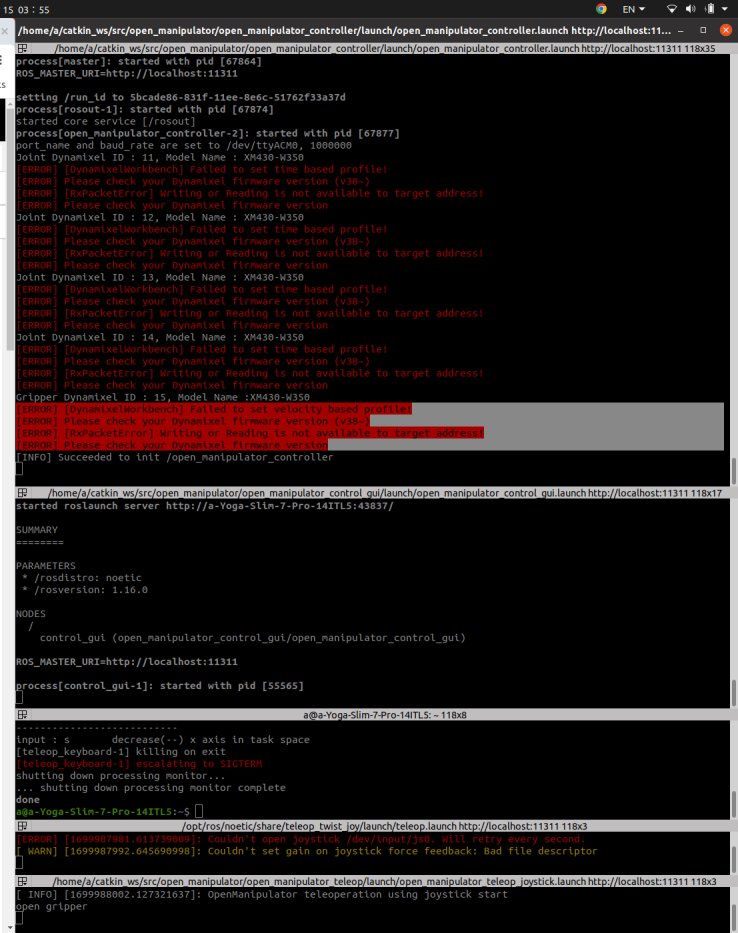 15 03 : 55
EN
/home/a/catkin_ws/src/open_manipulator/open_manipulator_controller/launch/open_manipulator_controller.launch http://localhost:11...
/home/a/catkin_ws/src/open_manipulator/open_manipulator_controller/launch/open_manipulator_controller.launch http://localhost:11311 118x35
process[master]: started with pid [67864]
ROS_MASTER_URI=http://localhost:11311
setting /run_id to 5bcade86-831f-11ee-8e6c-51762f33a37d
process[rosout-1]: started with pid [67874]
started core service [/rosout]
process[open_manipulator_controller-2]: started with pid [67877]
port_name and baud_rate are set to /dev/ttyACM0, 1000000
Joint Dynamixel ID : 11, Model Name : XM430-W350
[ERROR] [DynamixelWorkbench] Failed to set time based profile!
[ERROR] Please check your Dynamixel firmware version (v38~)
[ERROR] [RxPacketError] Writing or Reading is not available to target address!
[ERROR] Please check your Dynamixel firmware version
Joint Dynamixel ID : 12, Model Name : XM430-W350
[ERROR] [DynamixelWorkbench] Failed to set time based profile!
[ERROR] Please check your Dynamixel firmware version (v38~)
[ERROR] [RxPacketError] Writing or Reading is not available to target address!
[ERROR] Please check your Dynamixel firmware version
Joint Dynamixel ID : 13, Model Name : XM430-W350
[ERROR] [DynamixelWorkbench] Failed to set time based profile!
[ERROR] Please check your Dynamixel firmware version (v38~)
[ERROR] [RxPacketError] Writing or Reading is not available to target address!
[ERROR] Please check your Dynamixel firmware version
Joint Dynamixel ID : 14, Model Name : XM430-W350
[ERROR] [DynamixelWorkbench] Failed to set time based profile!
[ERROR] Please check your Dynamixel firmware version (v38~)
[ERROR] [RxPacketError] Writing or Reading is not available to target address!
[ERROR] Please check your Dynamixel firmware version
Gripper Dynamixel ID : 15, Model Name :XM430-W350
[ERROR] [DynamixelWorkbench] Failed to set velocity based profile!
[ERROR] Please check your Dynamixel firmware version (v38~)
[ERROR] [RxPacketError] Writing or Reading is not available to target address!
[ERROR] Please check your Dynamixel firmware version
[INFO] Succeeded to init /open_manipulator_controller
/home/a/catkin_ws/src/open_manipulator/open_manipulator_control_gui/launch/open_manipulator_control_gui.launch http://localhost:11311 118x17
started roslaunch server http://a-Yoga-Slim-7-Pro-14ITL5:43837/
SUMMARY
========
PARAMETERS
* /rosdistro: noetic
* /rosversion: 1.16.0
NODES
/
control_gui (open_manipulator_control_gui/open_manipulator_control_gui)
ROS_MASTER_URI=http://localhost:11311
process[control_gui-1]: started with pid [55565]
a@a-Yoga-Slim-7-Pro-14ITL5: ~ 118x8
---------------------------
input : s decrease(--) x axis in task space
[teleop_keyboard-1] killing on exit
[teleop_keyboard-1] escalating to SIGTERM
shutting down processing monitor...
... shutting down processing monitor complete
done
a@a-Yoga-Slim-7-Pro-14ITL5:~$
/opt/ros/noetic/share/teleop_twist_joy/launch/teleop.launch http://localhost:11311 118x3
[ERROR] [1699987981.613739009]: Couldn't open joystick /dev/input/js0. Will retry every second.
[ WARN] [1699987992.645690998]: Couldn't set gain on joystick force feedback: Bad file descriptor
/home/a/catkin_ws/src/open_manipulator/open_manipulator_teleop/launch/open_manipulator_teleop_joystick.launch http://localhost:11311 118x3
[ INFO] [1699988002.127321637]: OpenManipulator teleoperation using joystick start
open gripper